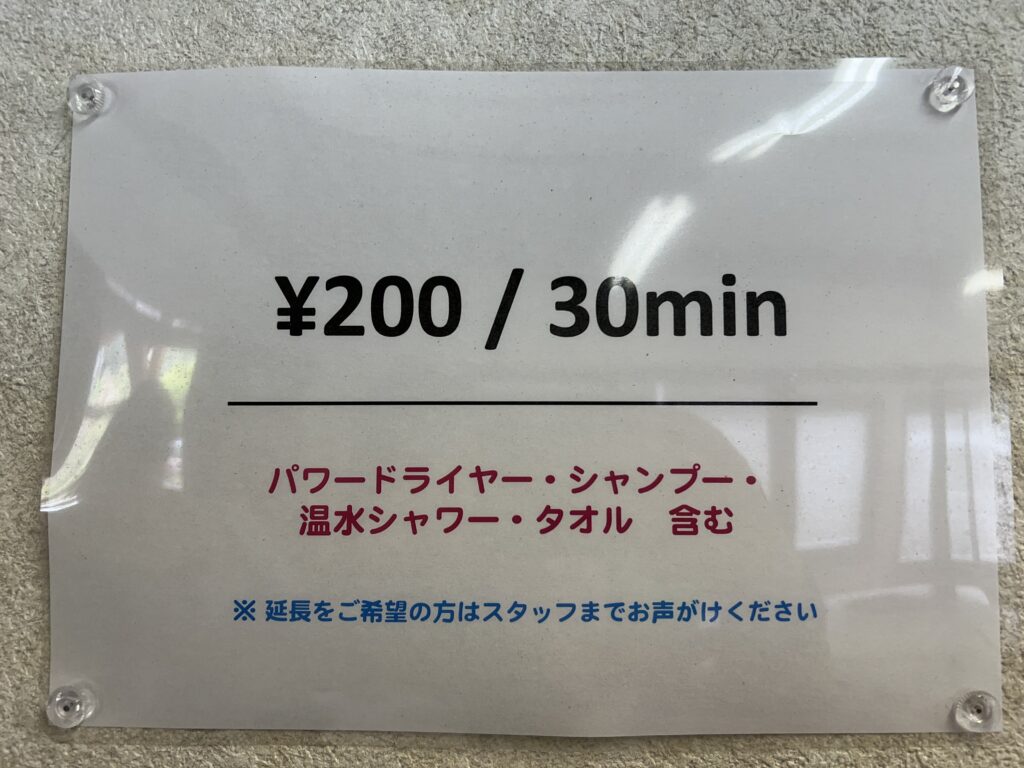 ¥200 / 30min
パワードライヤー・シャンプー・
温水シャワー・タオル　含む
※ 延長をご希望の方はスタッフまでお声がけください